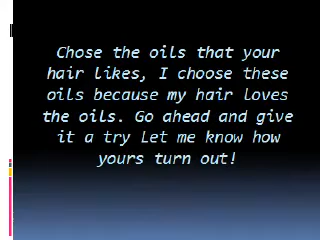 Chose the oils that your
hair likes, I choose these
oils because my hair loves
the oils. Go ahead and give
it a try Let me know how
yours turn out!